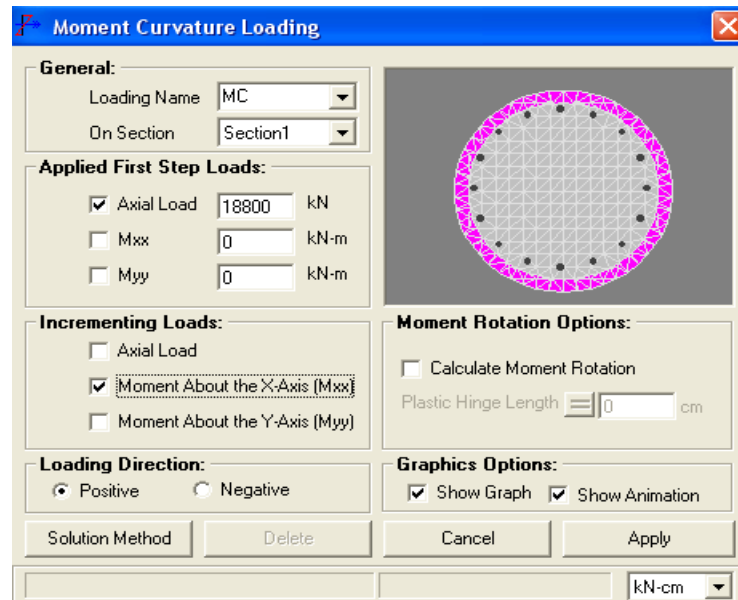 Moment Curvature Loading
General:
Loading Name MC
On Section Section1
Applied First Step Loads:
Axial Load 18800 kN
Mxx 0 kN-m
Myy 0 kN-m
Incrementing Loads:
Axial Load
Moment About the X-Axis (Mxx)
Moment About the Y-Axis (Myy)
Moment Rotation Options:
Calculate Moment Rotation
Plastic Hinge Length 0 cm
Loading Direction:
Positive Negative
Graphics Options:
Show Graph Show Animation
Solution Method Delete Cancel Apply
kN-cm